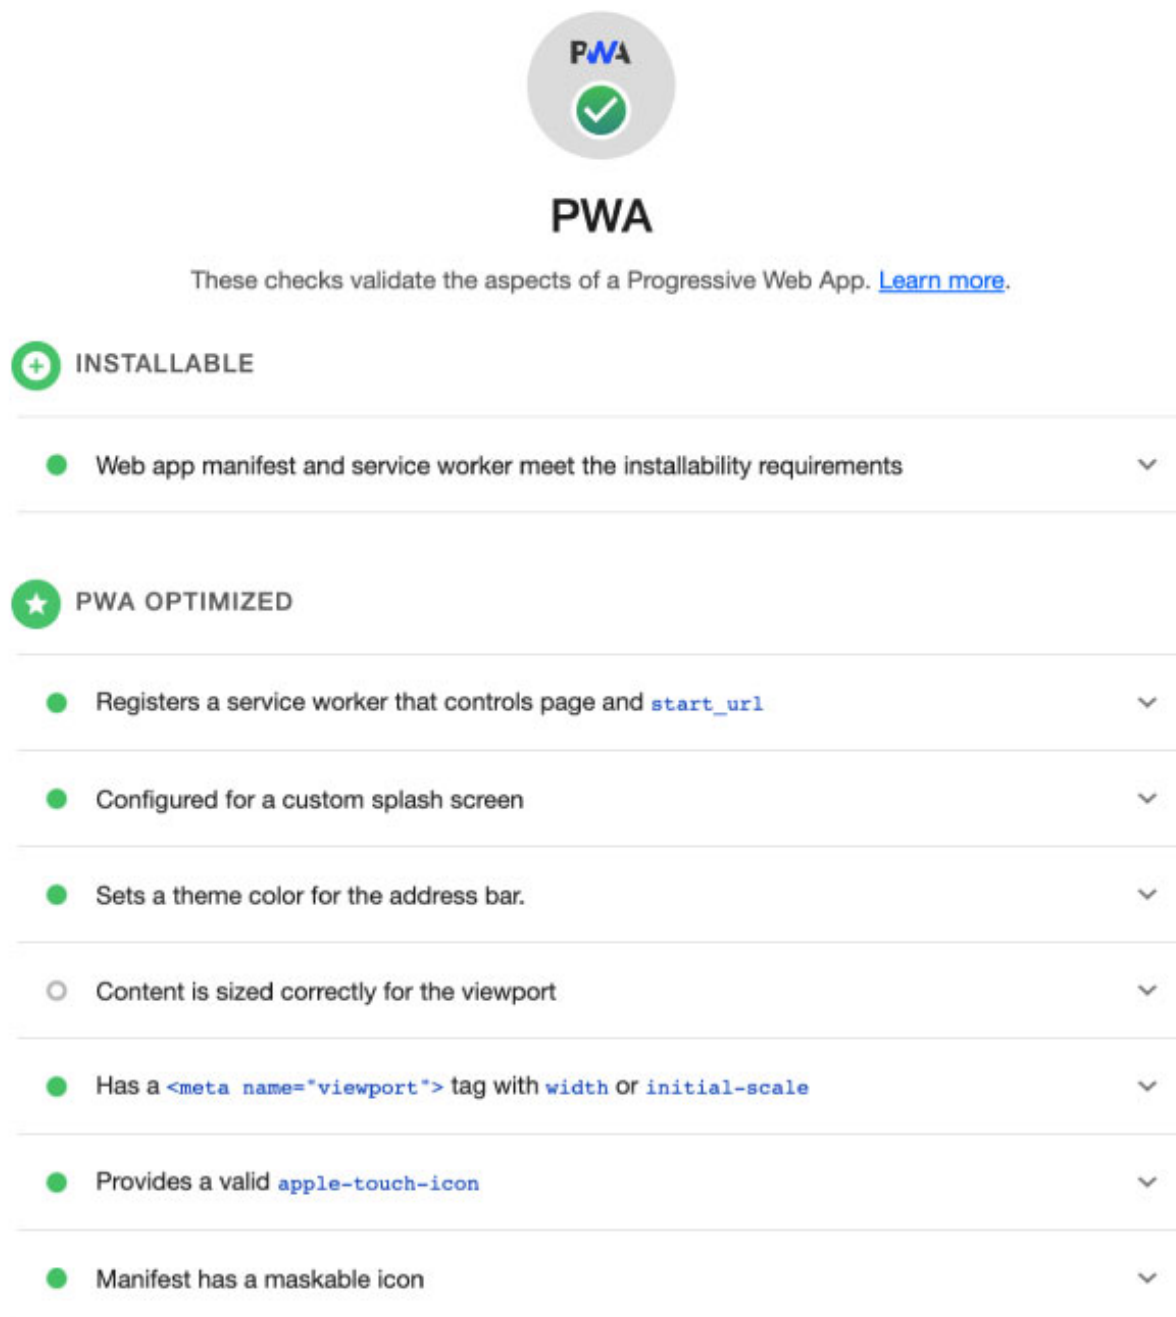 PWA
PWA
These checks validate the aspects of a Progressive Web App. Learn more.
INSTALLABLE
Web app manifest and service worker meet the installability requirements
PWA OPTIMIZED
Registers a service worker that controls page and start_url
Configured for a custom splash screen
Sets a theme color for the address bar.
Content is sized correctly for the viewport
Has a <meta name="viewport"> tag with width or initial-scale
Provides a valid apple-touch-icon
Manifest has a maskable icon